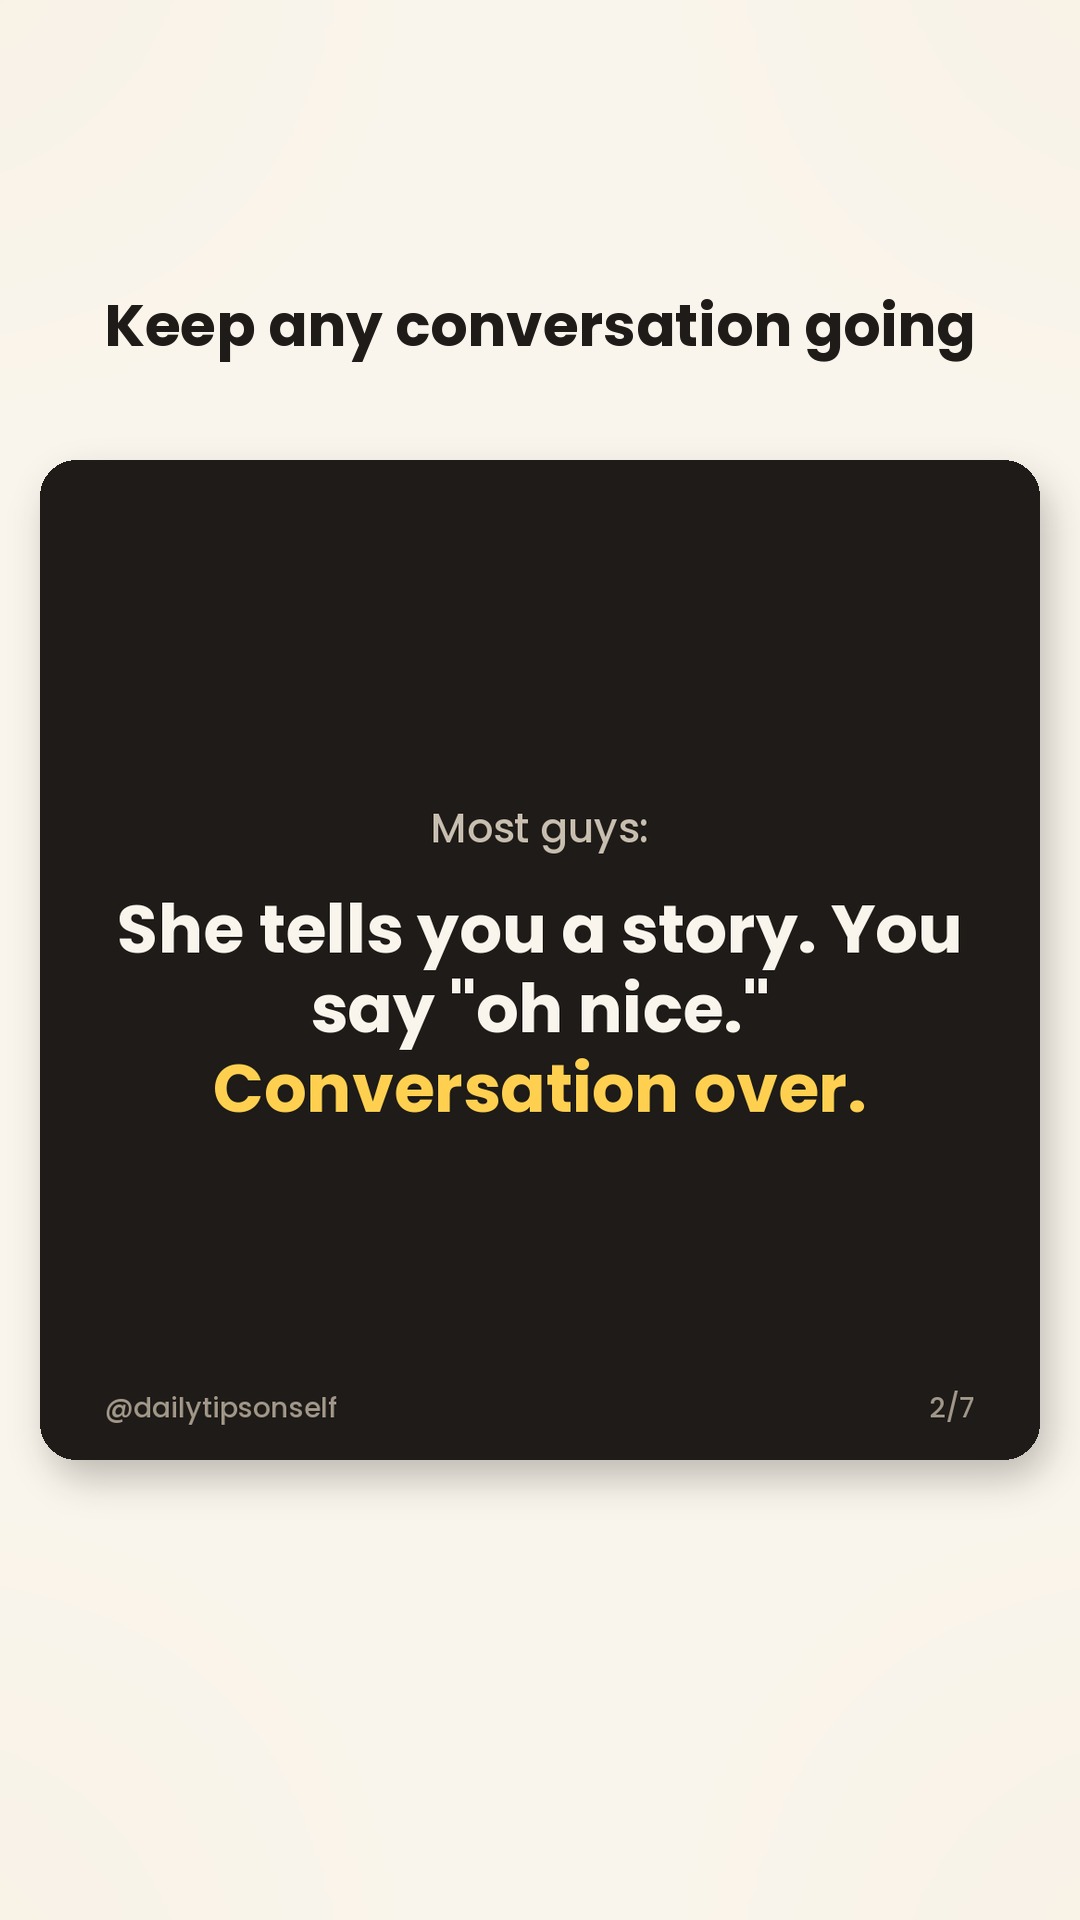 Keep any conversation going
Most guys:
She tells you a story. You
say "oh nice."
Conversation over.
@dailytipsonself
2/7